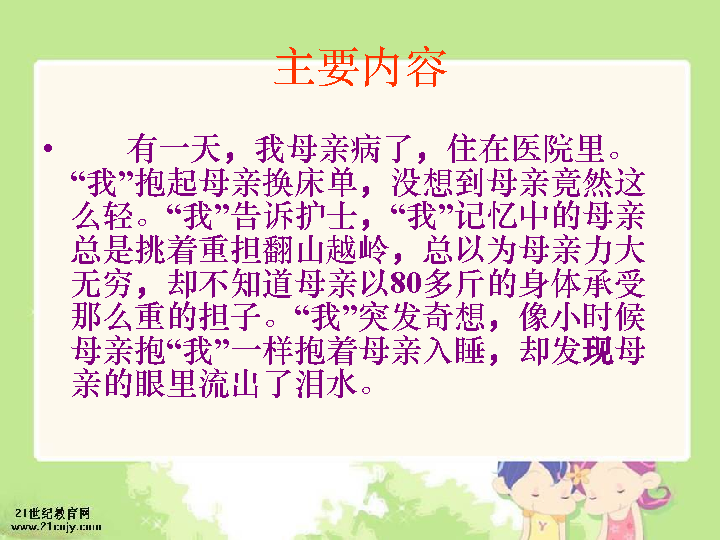 主要内容
• 有一天，我母亲病了，住在医院里。
“我”抱起母亲换床单，没想到母亲竟然这
么轻。“我”告诉护士，“我”记忆中的母亲
总是挑着重担翻山越岭，总以为母亲力大
无穷，却不知道母亲以80多斤的身体承受
那么重的担子。“我”突发奇想，像小时候
母亲抱“我”一样抱着母亲入睡，却发现母
亲的眼里流出了泪水。
21世纪教育网
www.21cnjy.com